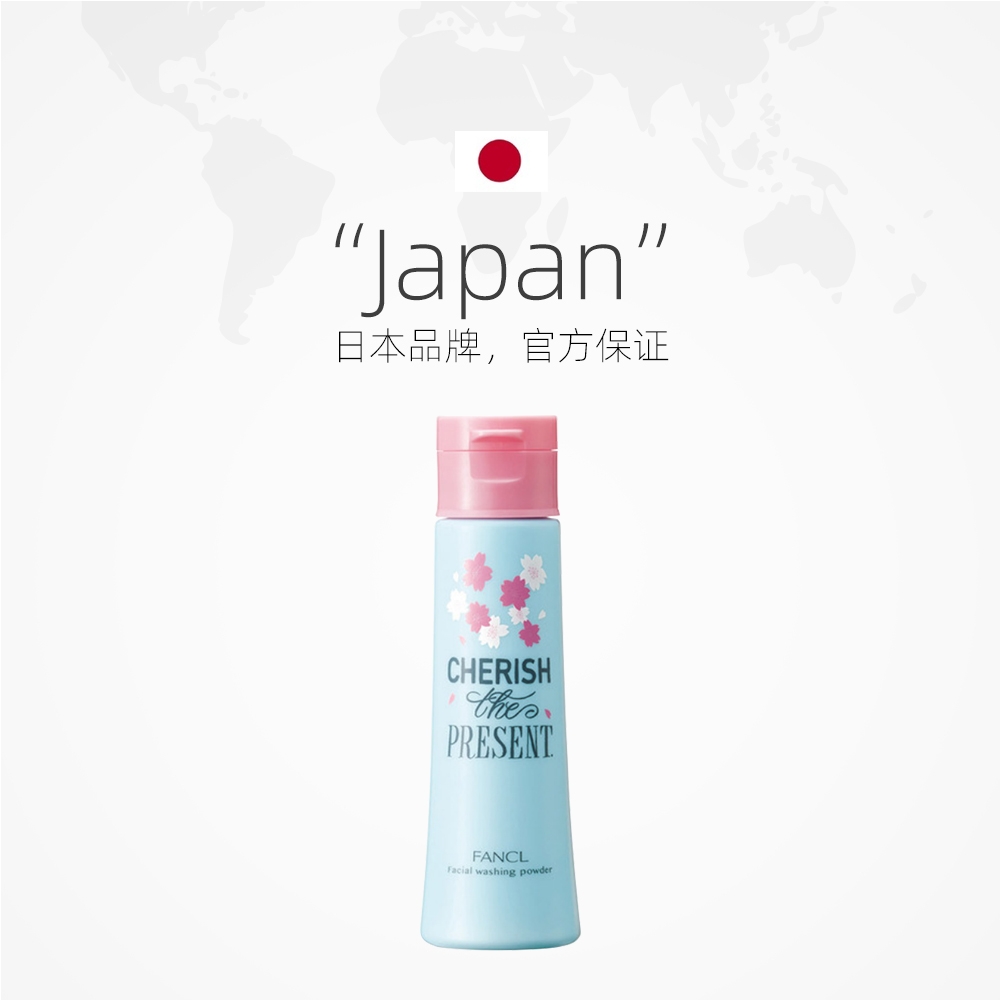 “Japan”
日本品牌，官方保证
CHERISH
the
PRESENT.
FANCL
Facial washing powder